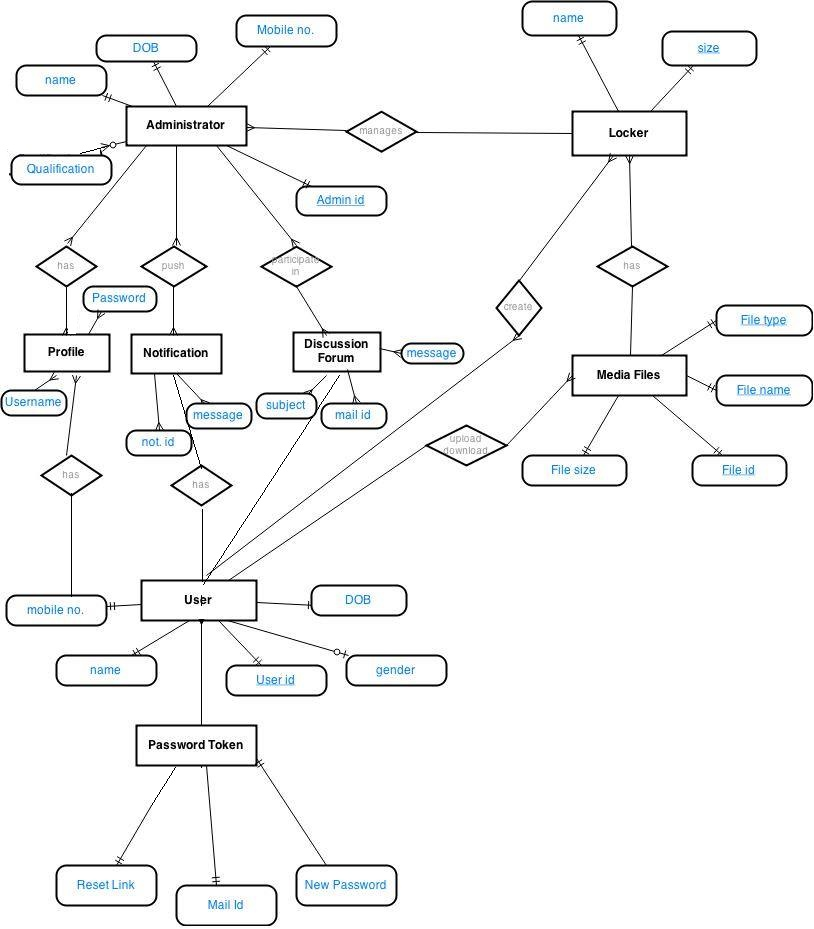 name
Mobile no.
DOB
size
name
Administrator
manages
Locker
Qualification
Admin id
has
push
participate
in
has
Password
create
File type
Profile
Notification
Discussion
Forum
message
Media Files
File name
Username
subject
message
mail id
not. id
upload
download
File size
File id
has
has
User
DOB
mobile no.
name
User id
gender
Password Token
Reset Link
New Password
Mail Id